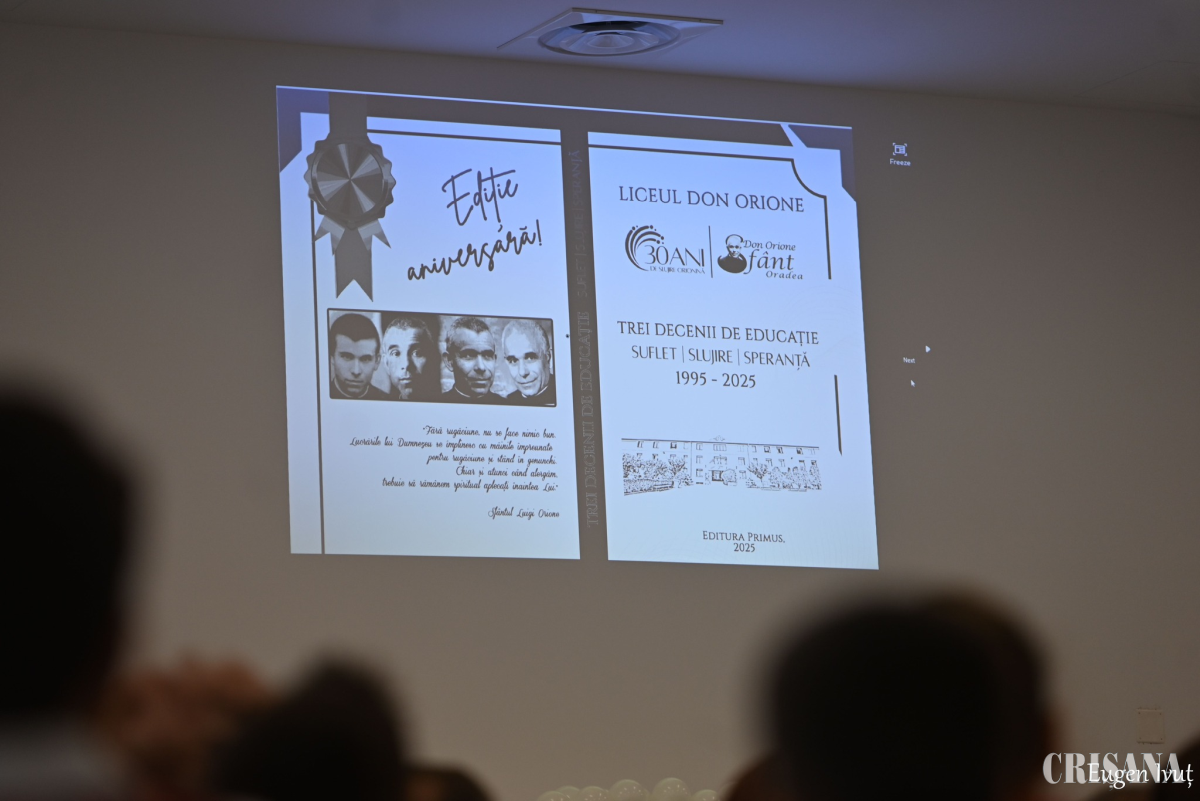 Ediție
aniversară!
"Fără rugăciune, nu se face nimic bun.
Lucrările lui Dumnezeu se împlinesc cu mâinile împreunate
pentru rugăciune și stând în genunchi.
Chiar și atunci când alergăm,
trebuie să rămânem spiritual aplecați înaintea Lui."
Sfântul Luigi Orione
TREI DECENII DE EDUCAȚIE
LICEUL DON ORIONE
30 ANI
DE SLUJIRE ORIONINĂ
Don Orione
Sfânt
Oradea
TREI DECENII DE EDUCAȚIE
SUFLET | SLUJIRE | SPERANȚĂ
1995 - 2025
EDITURA PRIMUS,
2025
Freeze
Next
CRISANA
Eugen Ivuț